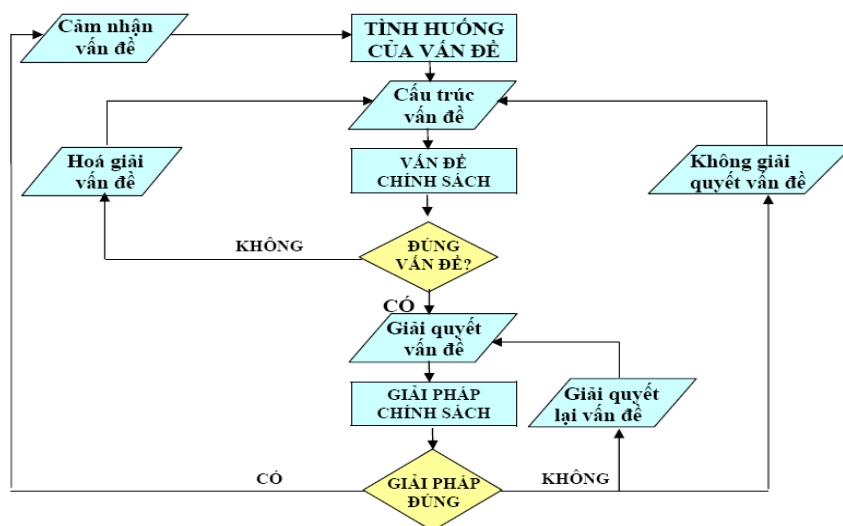 Cảm nhận
vấn đề
TÌNH HUỐNG
CỦA VẤN ĐỀ
Cấu trúc
vấn đề
Hoá giải
vấn đề
VẤN ĐỀ
CHÍNH SÁCH
Không giải
quyết vấn đề
KHÔNG
ĐÚNG
VẤN ĐỀ?
CÓ
Giải quyết
vấn đề
GIẢI PHÁP
CHÍNH SÁCH
Giải quyết
lại vấn đề
CÓ
GIẢI PHÁP
ĐÚNG
KHÔNG